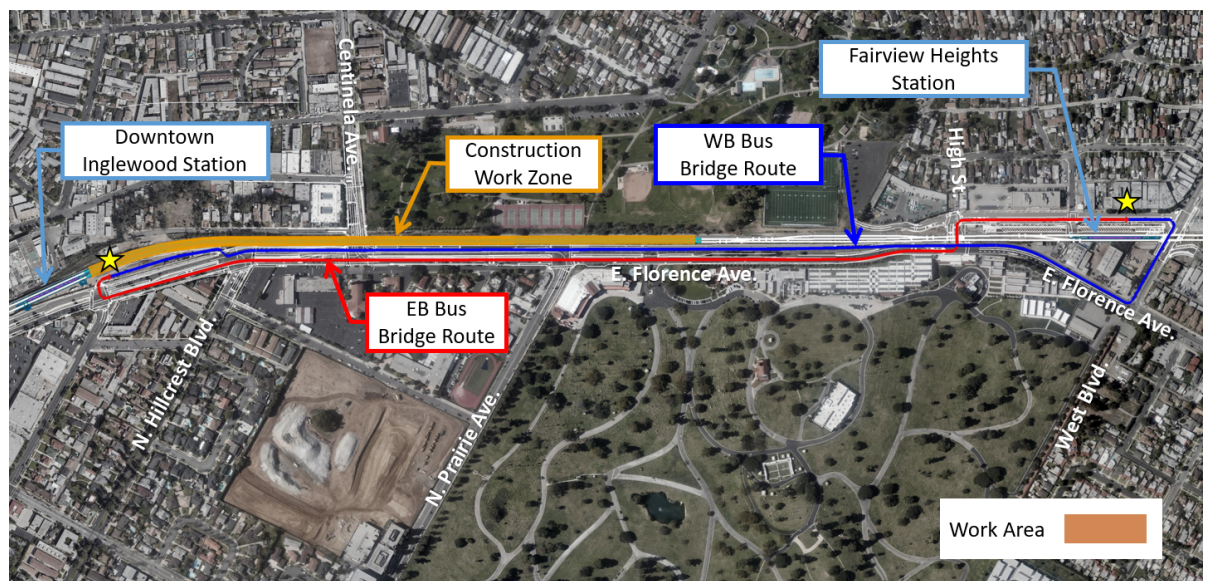 Centinela Ave.
Fairview Heights
Station
Downtown
Inglewood Station
Construction
Work Zone
WB Bus
Bridge Route
High St.
E. Florence Ave.
EB Bus
Bridge Route
E. Florence Ave.
N. Hillcrest Blvd.
N. Prairie Ave.
West Blvd.
Work Area